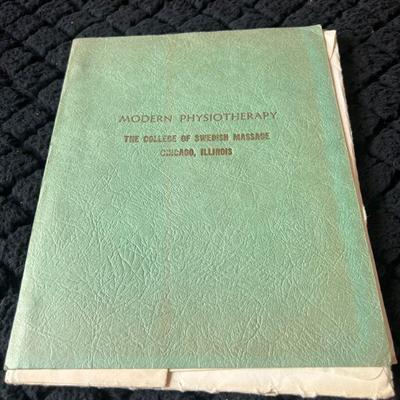 MODERN PHYSIOTHERAPY
THE COLLEGE OF SWEDISH MASSAGE
CHICAGO, ILLINOIS